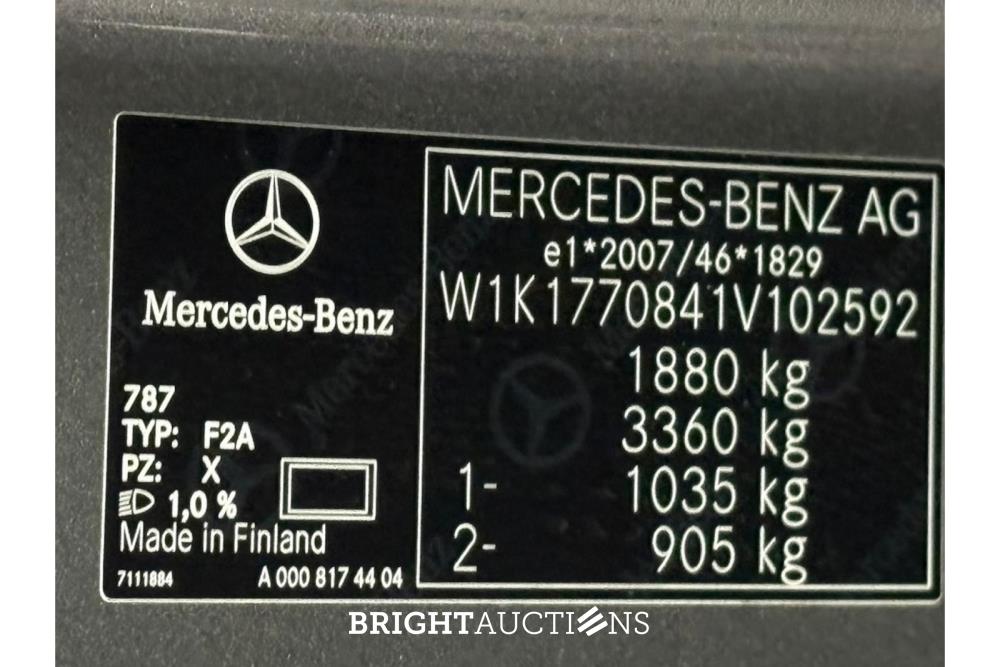 Mercedes-Benz
787
TYP: F2A
PZ: X
1,0 %
Made in Finland
7111884 A 000 817 44 04
MERCEDES-BENZ AG
e1*2007/46*1829
W1K1770841V102592
1880 kg
3360 kg
1- 1035 kg
2- 905 kg
BRIGHTAUCTIONS